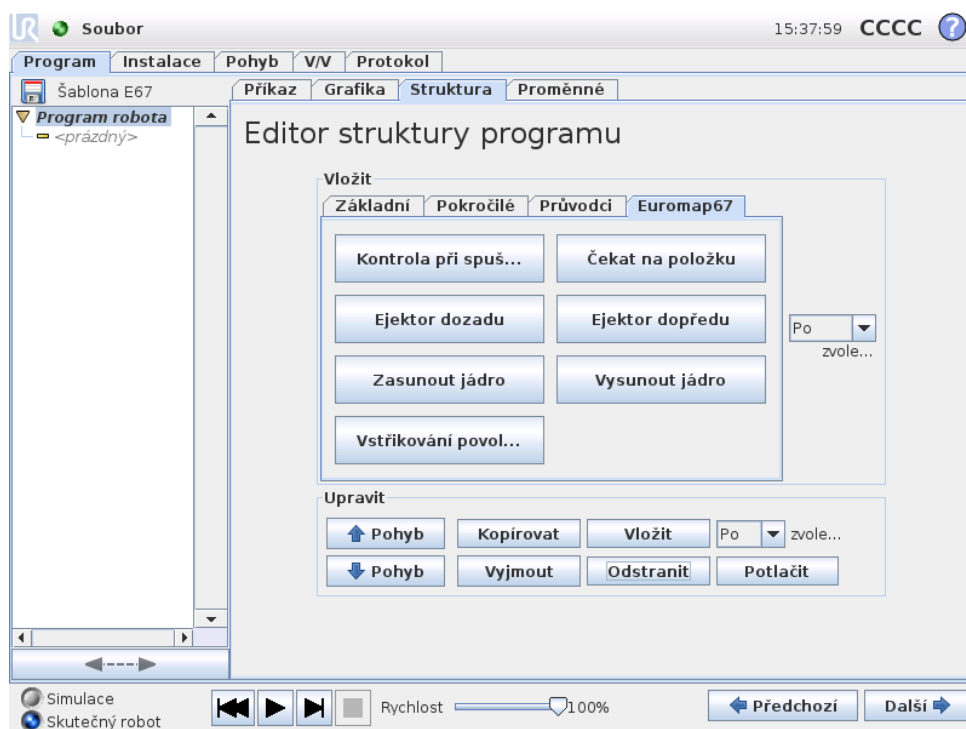 UR Soubor 15:37:59 CCCC ?
Program Instalace Pohyb V/V Protokol
Šablona E67 Příkaz Grafika Struktura Proměnné
Program robota
<prázdný>
Editor struktury programu
Vložit
Základní Pokročilé Průvodci Euromap67
Kontrola při spuš... Čekat na položku
Ejektor dozadu Ejektor dopředu
Po
zvole...
Zasunout jádro Vysunout jádro
Vstřikování povol...
Upravit
Pohyb Kopírovat Vložit Po zvole...
Pohyb Vyjmout Odstranit Potlačit
Simulace
Skutečný robot
Rychlost 100% Předchozí Další